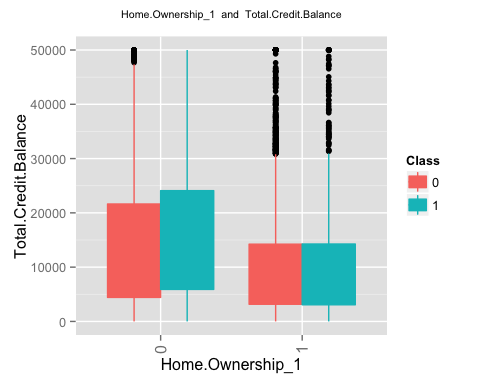 Home.Ownership_1 and Total.Credit.Balance
50000
40000
30000
20000
10000
0
Total.Credit.Balance
0
1
Home.Ownership_1
Class
0
1